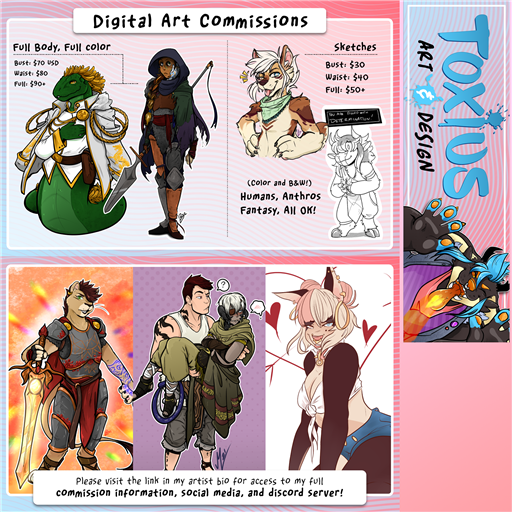 Digital Art Commissions
Full Body, Full color
Bust: $70 USD
Waist: $80
Full: $90+
Sketches
Bust: $30
Waist: $40
Full: $50+
(Color and B&W!)
Humans, Anthros
Fantasy, All OK!
"DETERMINATION"
TOXIUS
ART & DESIGN
?
Please visit the link in my artist bio for access to my full
commission information, social media, and discord server!